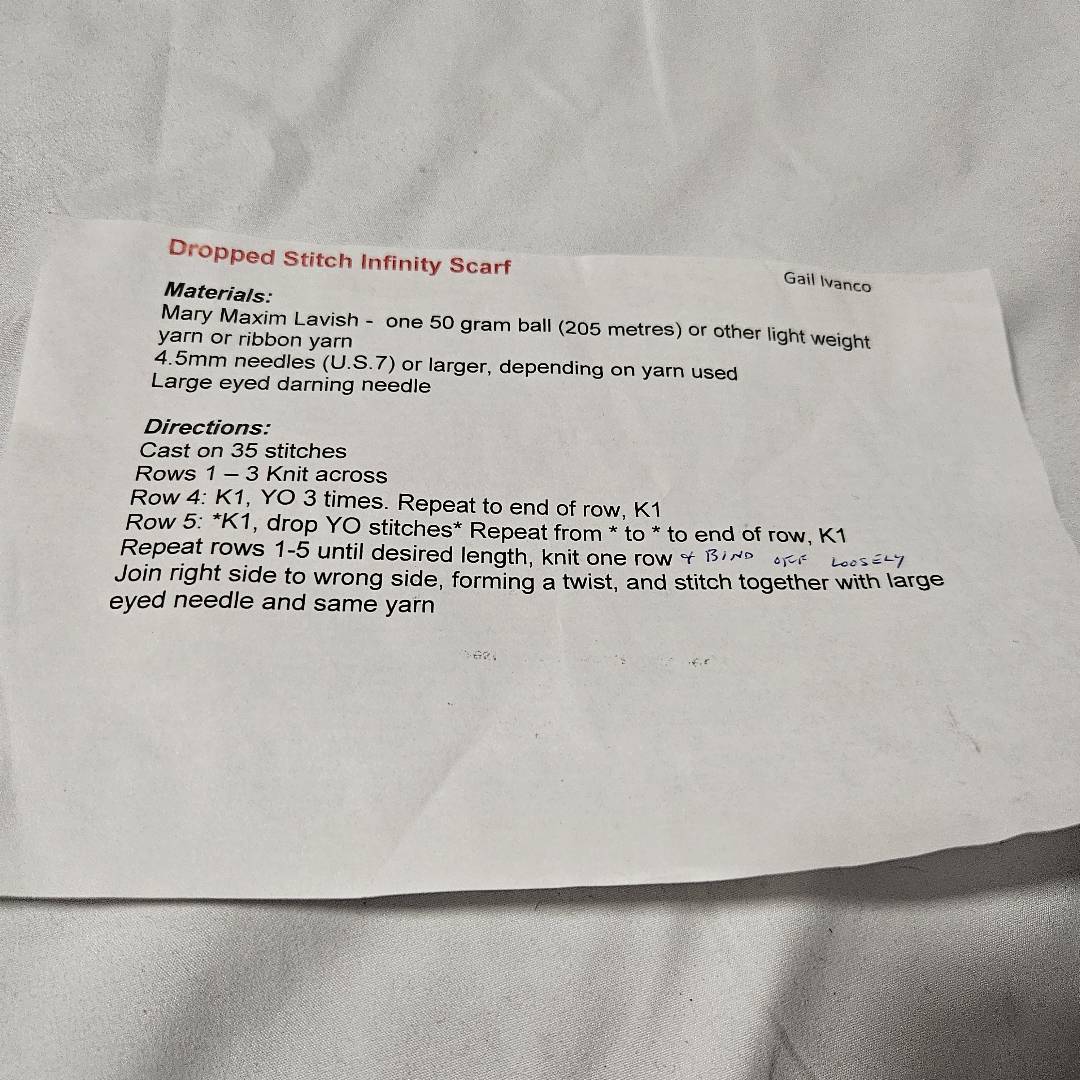 Dropped Stitch Infinity Scarf
Gail Ivanco
Materials:
Mary Maxim Lavish - one 50 gram ball (205 metres) or other light weight
yarn or ribbon yarn
4.5mm needles (U.S.7) or larger, depending on yarn used
Large eyed darning needle
Directions:
Cast on 35 stitches
Rows 1 – 3 Knit across
Row 4: K1, YO 3 times. Repeat to end of row, K1
Row 5: *K1, drop YO stitches* Repeat from * to * to end of row, K1
Repeat rows 1-5 until desired length, knit one row & BIND OFF LOOSELY
Join right side to wrong side, forming a twist, and stitch together with large
eyed needle and same yarn